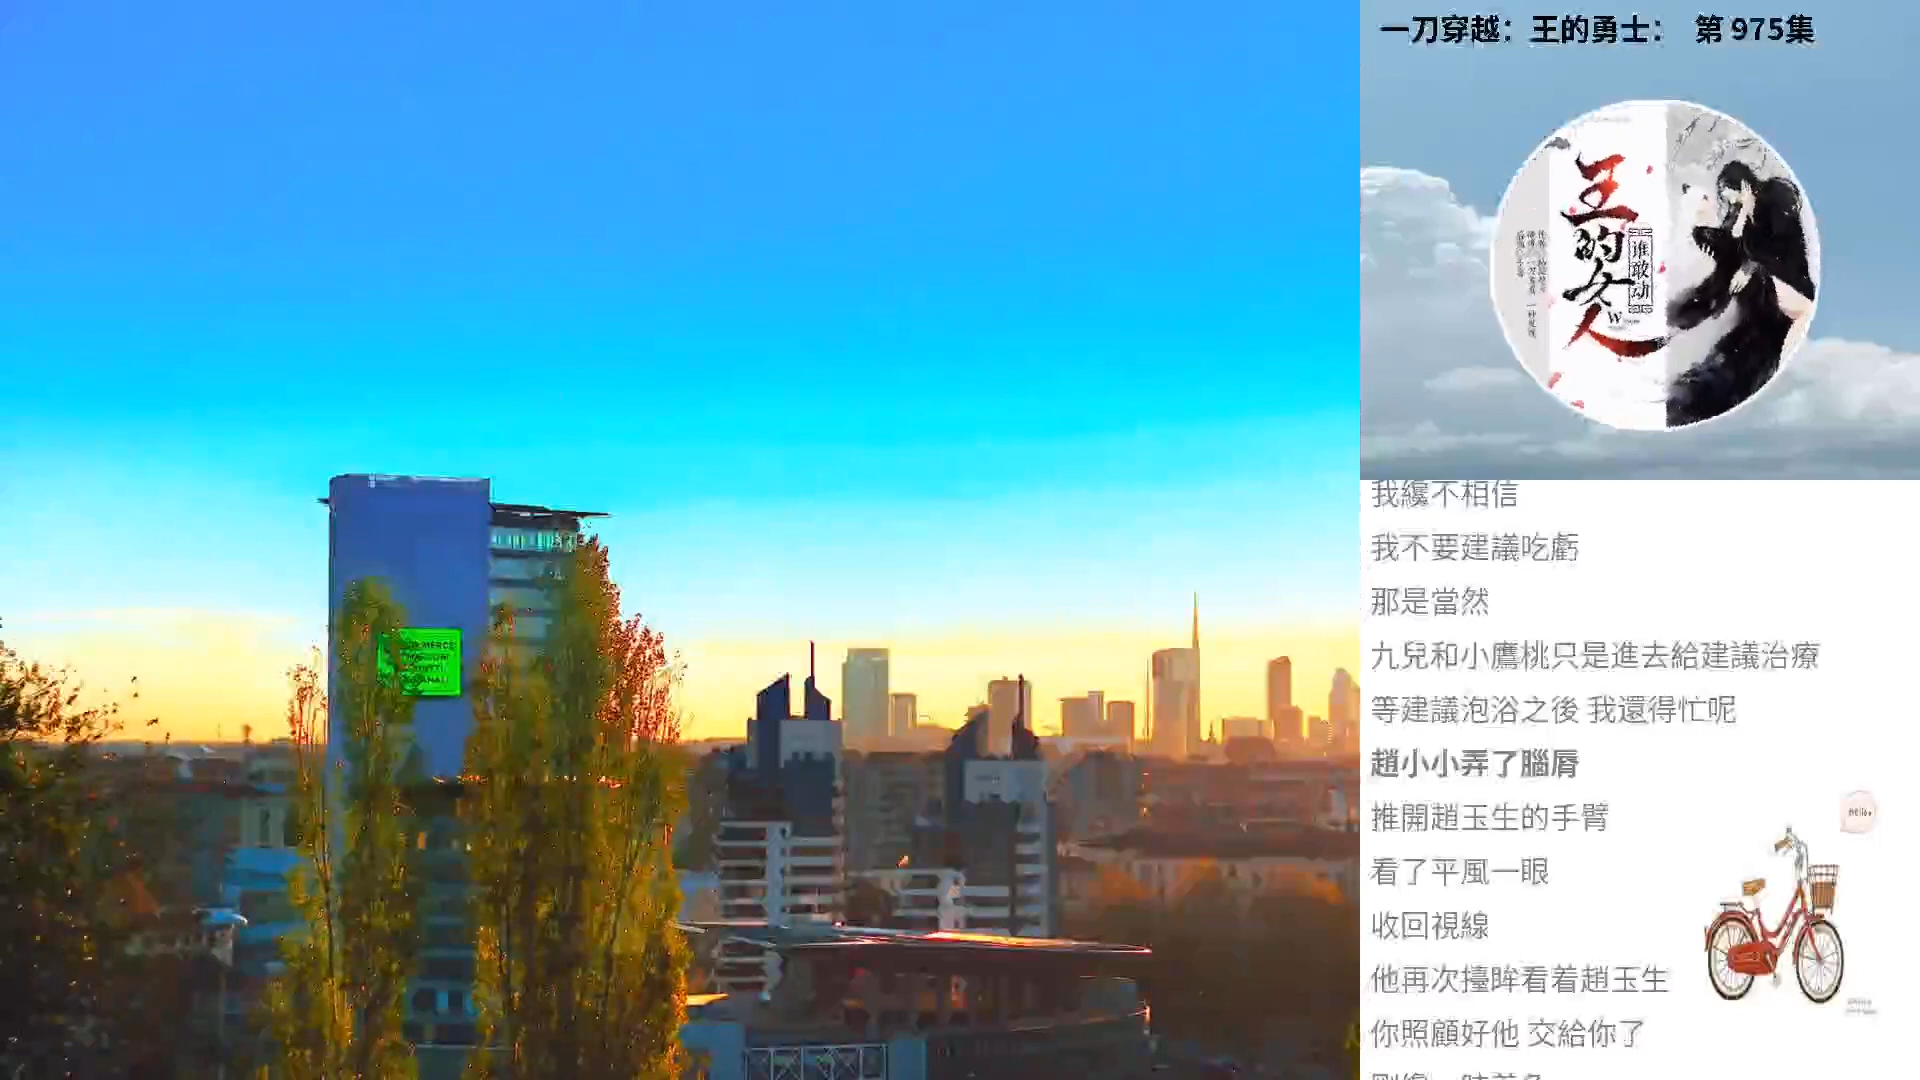 一刀穿越：王的勇士： 第 975集
王的女人
谁敢动
W
我纔不相信
我不要建議吃虧
那是當然
九兒和小鷹桃只是進去給建議治療
等建議泡浴之後 我還得忙呢
趙小小弄了腦脣
推開趙玉生的手臂
看了平風一眼
收回視線
他再次擡眸看着趙玉生
你照顧好他 交給你了
Hello